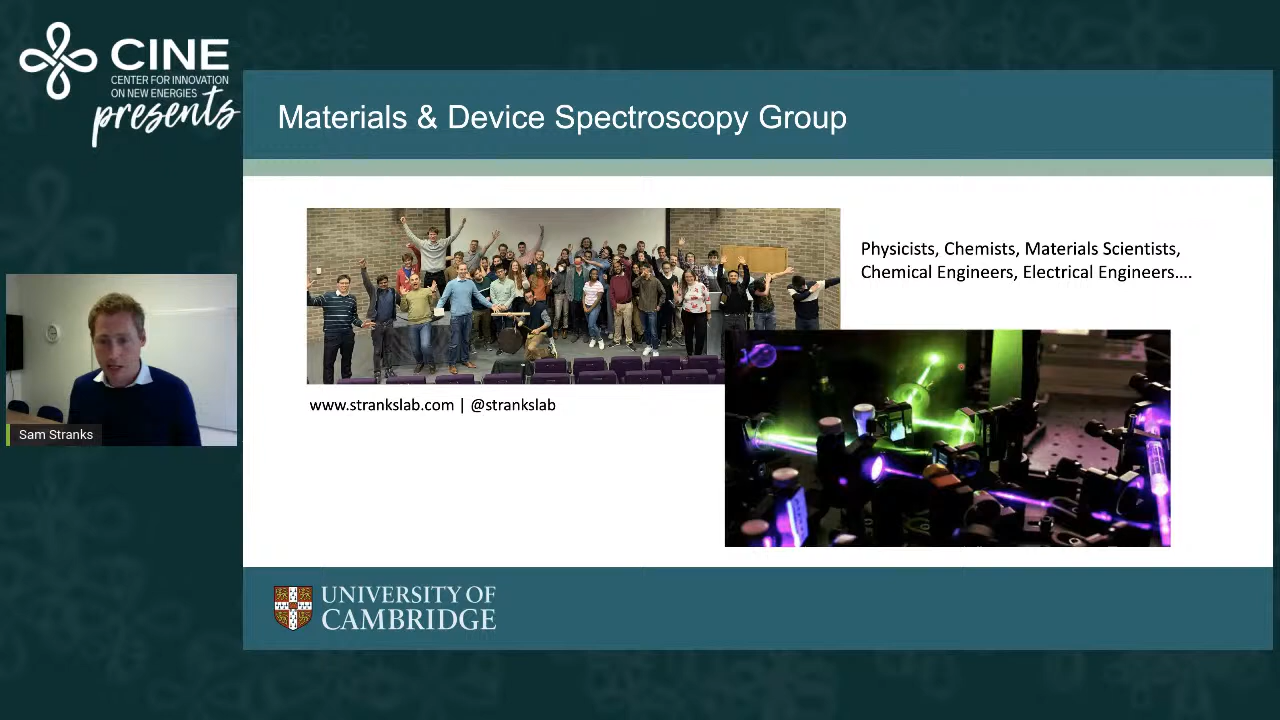 CINE
CENTER FOR INNOVATION
ON NEW ENERGIES
presents
Materials & Device Spectroscopy Group
Physicists, Chemists, Materials Scientists,
Chemical Engineers, Electrical Engineers....
www.strankslab.com | @strankslab
Sam Stranks
UNIVERSITY OF
CAMBRIDGE